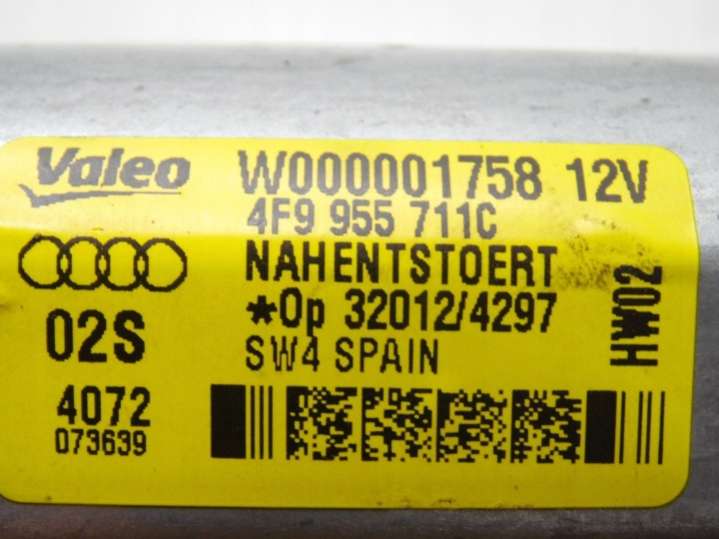 Valeo
W000001758 12V
4F9 955 711C
NAHENTSTOERT
*Op 32012/4297
SW4 SPAIN
HW02
02S
4072
073639